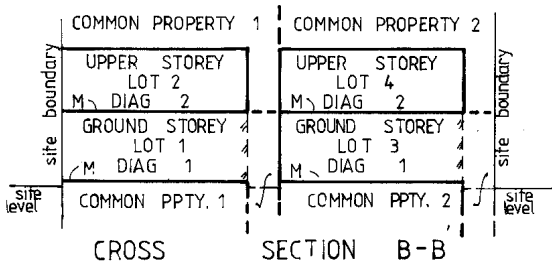 COMMON PROPERTY 1
COMMON PROPERTY 2
UPPER STOREY
LOT 2
M DIAG 2
UPPER STOREY
LOT 4
M DIAG 2
site boundary
GROUND STOREY
LOT 1
M. DIAG 1
GROUND STOREY
LOT 3
M DIAG 1
site boundary
site level
COMMON PPTY. 1
COMMON PPTY. 2
site level
CROSS SECTION B-B